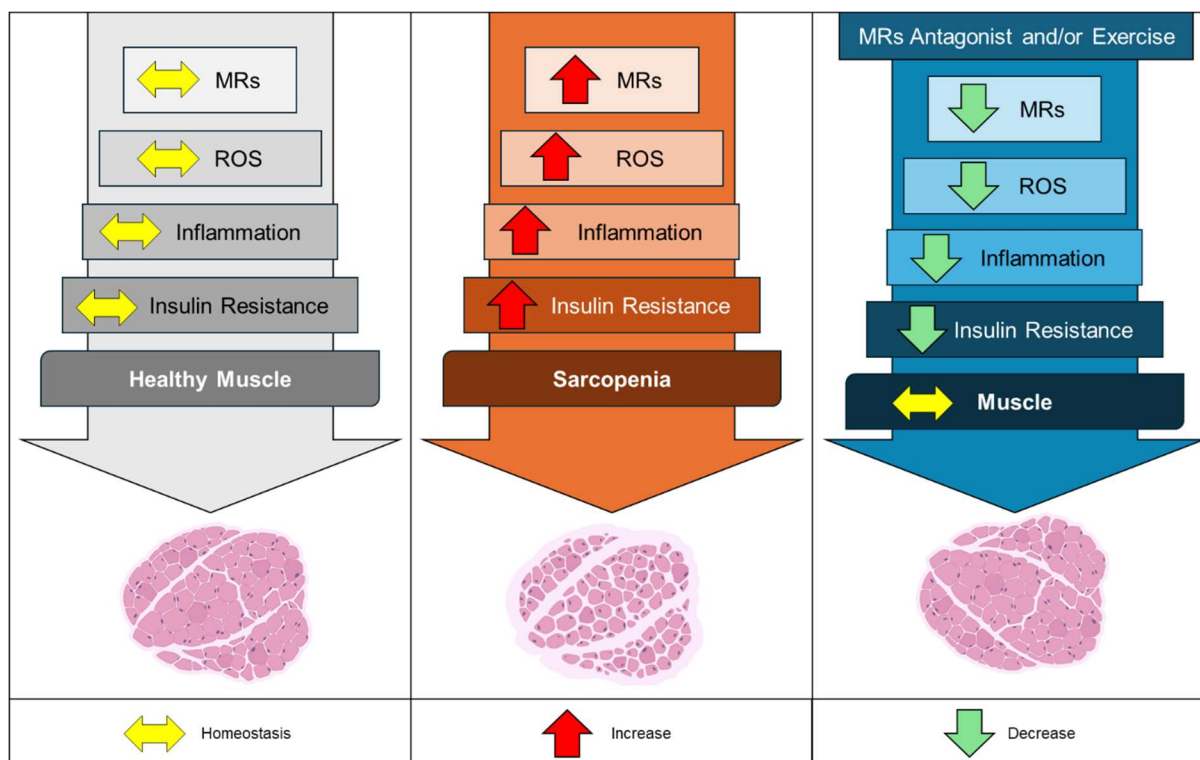 MRs
ROS
Inflammation
Insulin Resistance
Healthy Muscle
MRs
ROS
Inflammation
Insulin Resistance
Sarcopenia
MRs Antagonist and/or Exercise
MRs
ROS
Inflammation
Insulin Resistance
Muscle
Homeostasis
Increase
Decrease